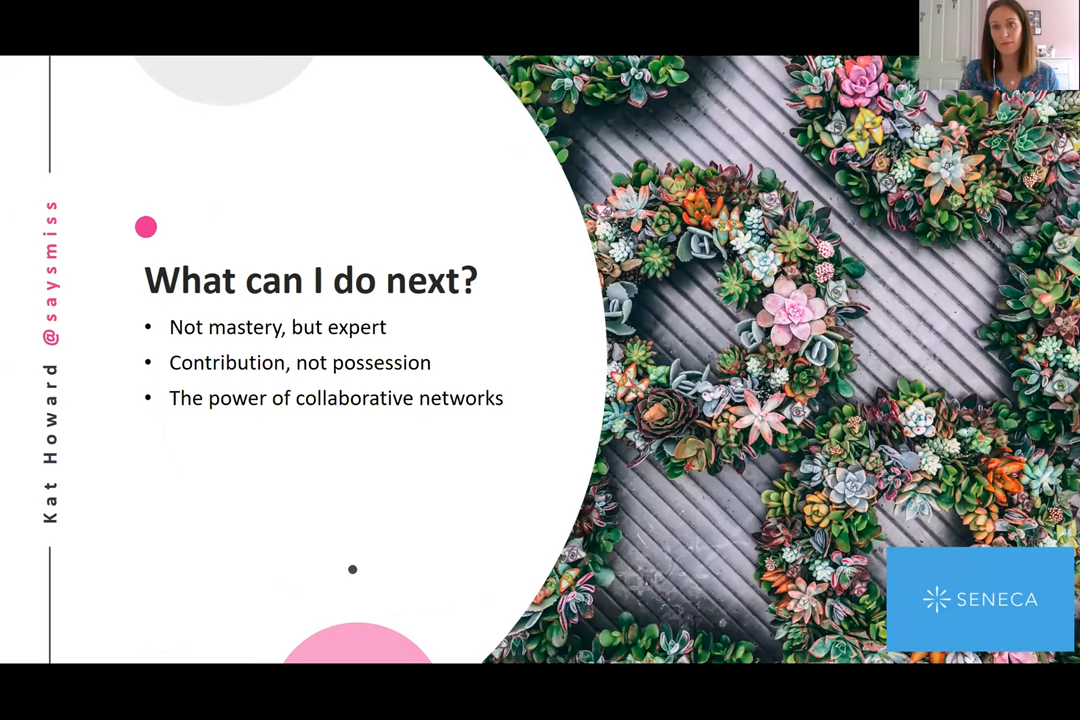 Kat Howard @saysmiss
What can I do next?
• Not mastery, but expert
• Contribution, not possession
• The power of collaborative networks
SENECA